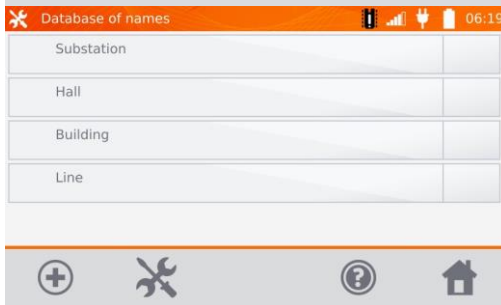 Database of names 06:19
Substation
Hall
Building
Line